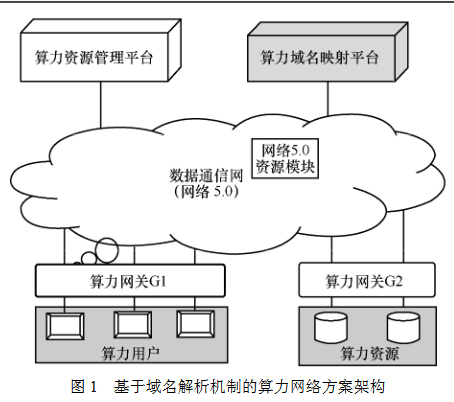 算力资源管理平台
算力域名映射平台
网络5.0
资源模块
数据通信网
（网络 5.0）
算力网关G1
算力网关G2
算力用户
算力资源
图 1 基于域名解析机制的算力网络方案架构